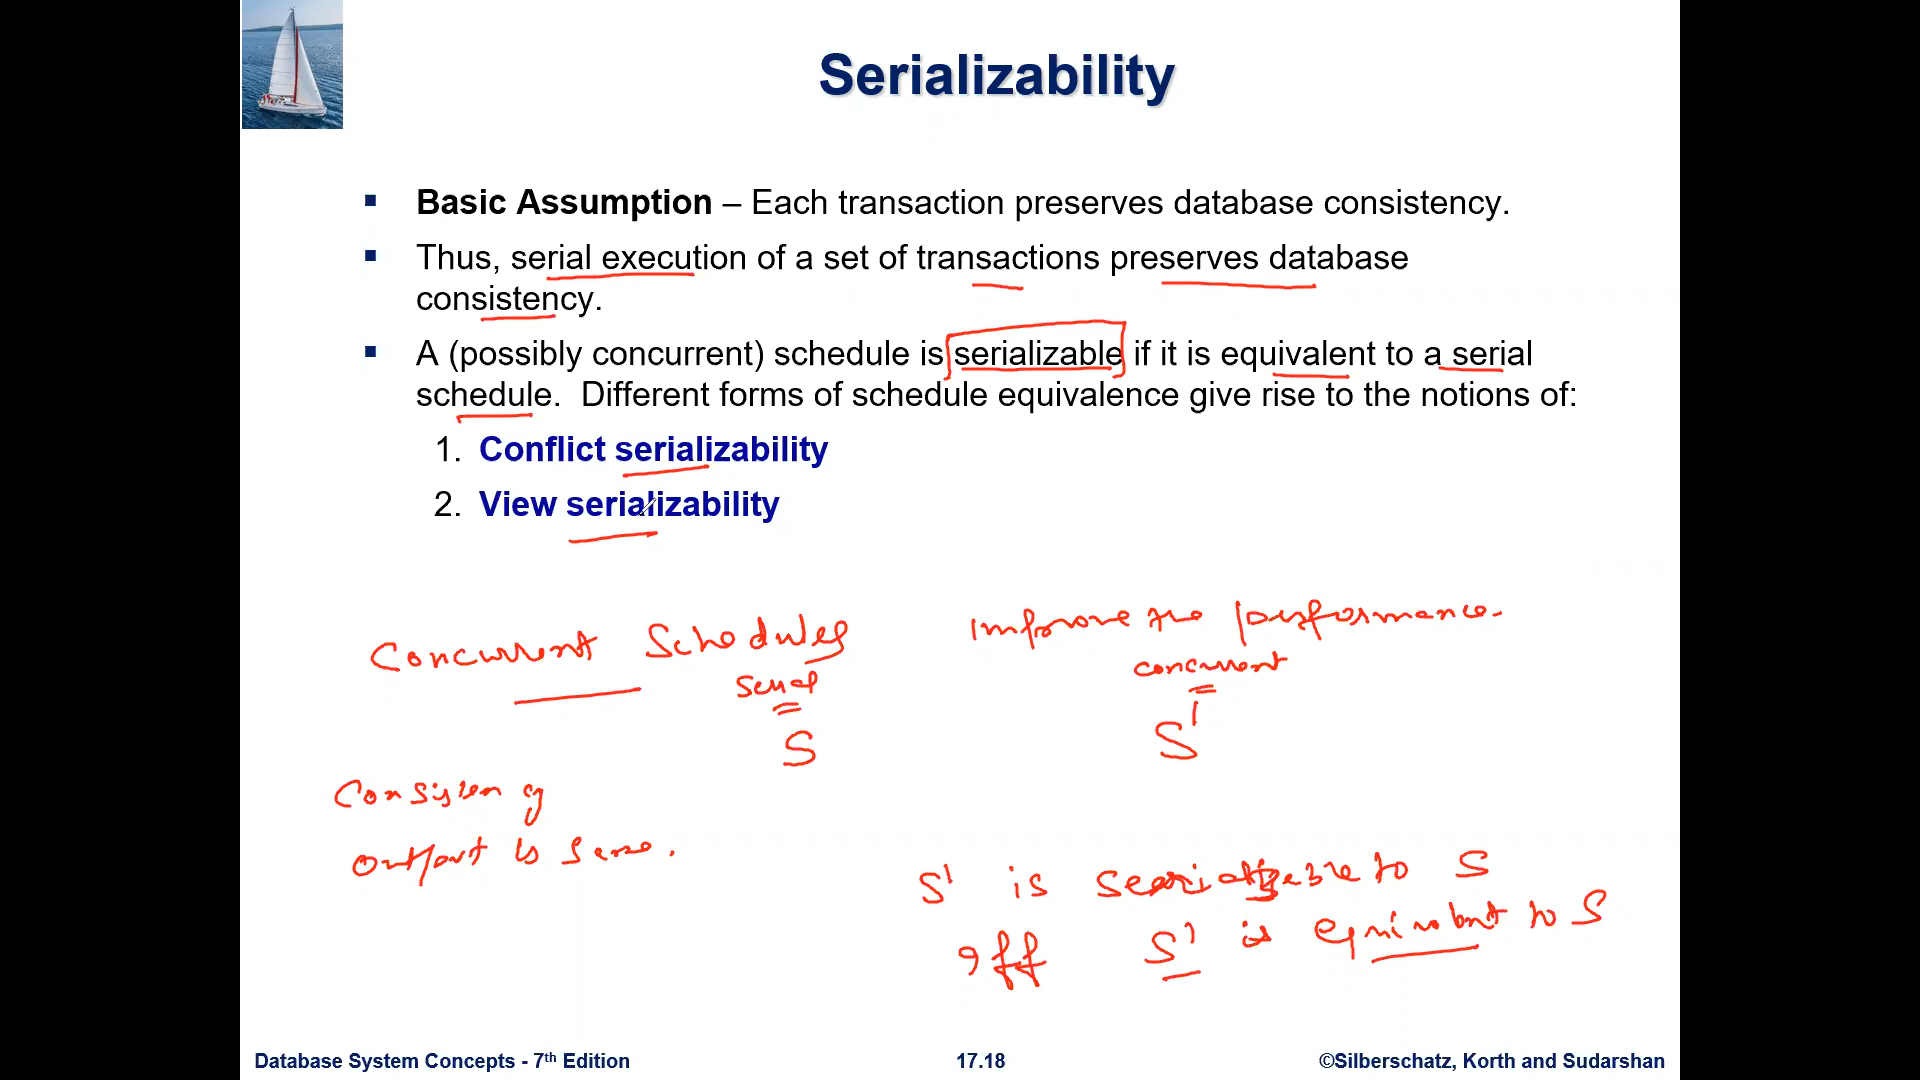 Serializability
▪ Basic Assumption – Each transaction preserves database consistency.
▪ Thus, serial execution of a set of transactions preserves database
consistency.
▪ A (possibly concurrent) schedule is serializable if it is equivalent to a serial
schedule. Different forms of schedule equivalence give rise to the notions of:
1. Conflict serializability
2. View serializability
Concurrent Schedules
Improve the performance.
serial
concurrent
S
S'
Consistency
output is same.
S' is serializable to S
iff S' is equivalent to S
Database System Concepts - 7th Edition
17.18
©Silberschatz, Korth and Sudarshan